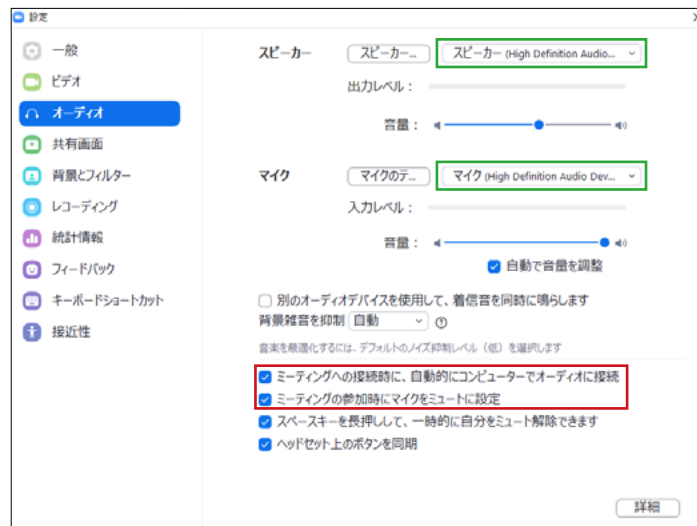 設定
一般
ビデオ
オーディオ
共有画面
背景とフィルター
レコーディング
統計情報
フィードバック
キーボードショートカット
接近性
スピーカー スピーカー... スピーカー (High Definition Audio...
出力レベル：
音量：
マイク マイクのテ... マイク (High Definition Audio Dev...
入力レベル：
音量：
自動で音量を調整
別のオーディオデバイスを使用して、着信音を同時に鳴らします
背景雑音を抑制 自動
音楽を最適化するには、デフォルトのノイズ抑制レベル（低）を選択します
ミーティングへの接続時に、自動的にコンピューターでオーディオに接続
ミーティングの参加時にマイクをミュートに設定
スペースキーを長押しして、一時的に自分をミュート解除できます
ヘッドセット上のボタンを同期
詳細